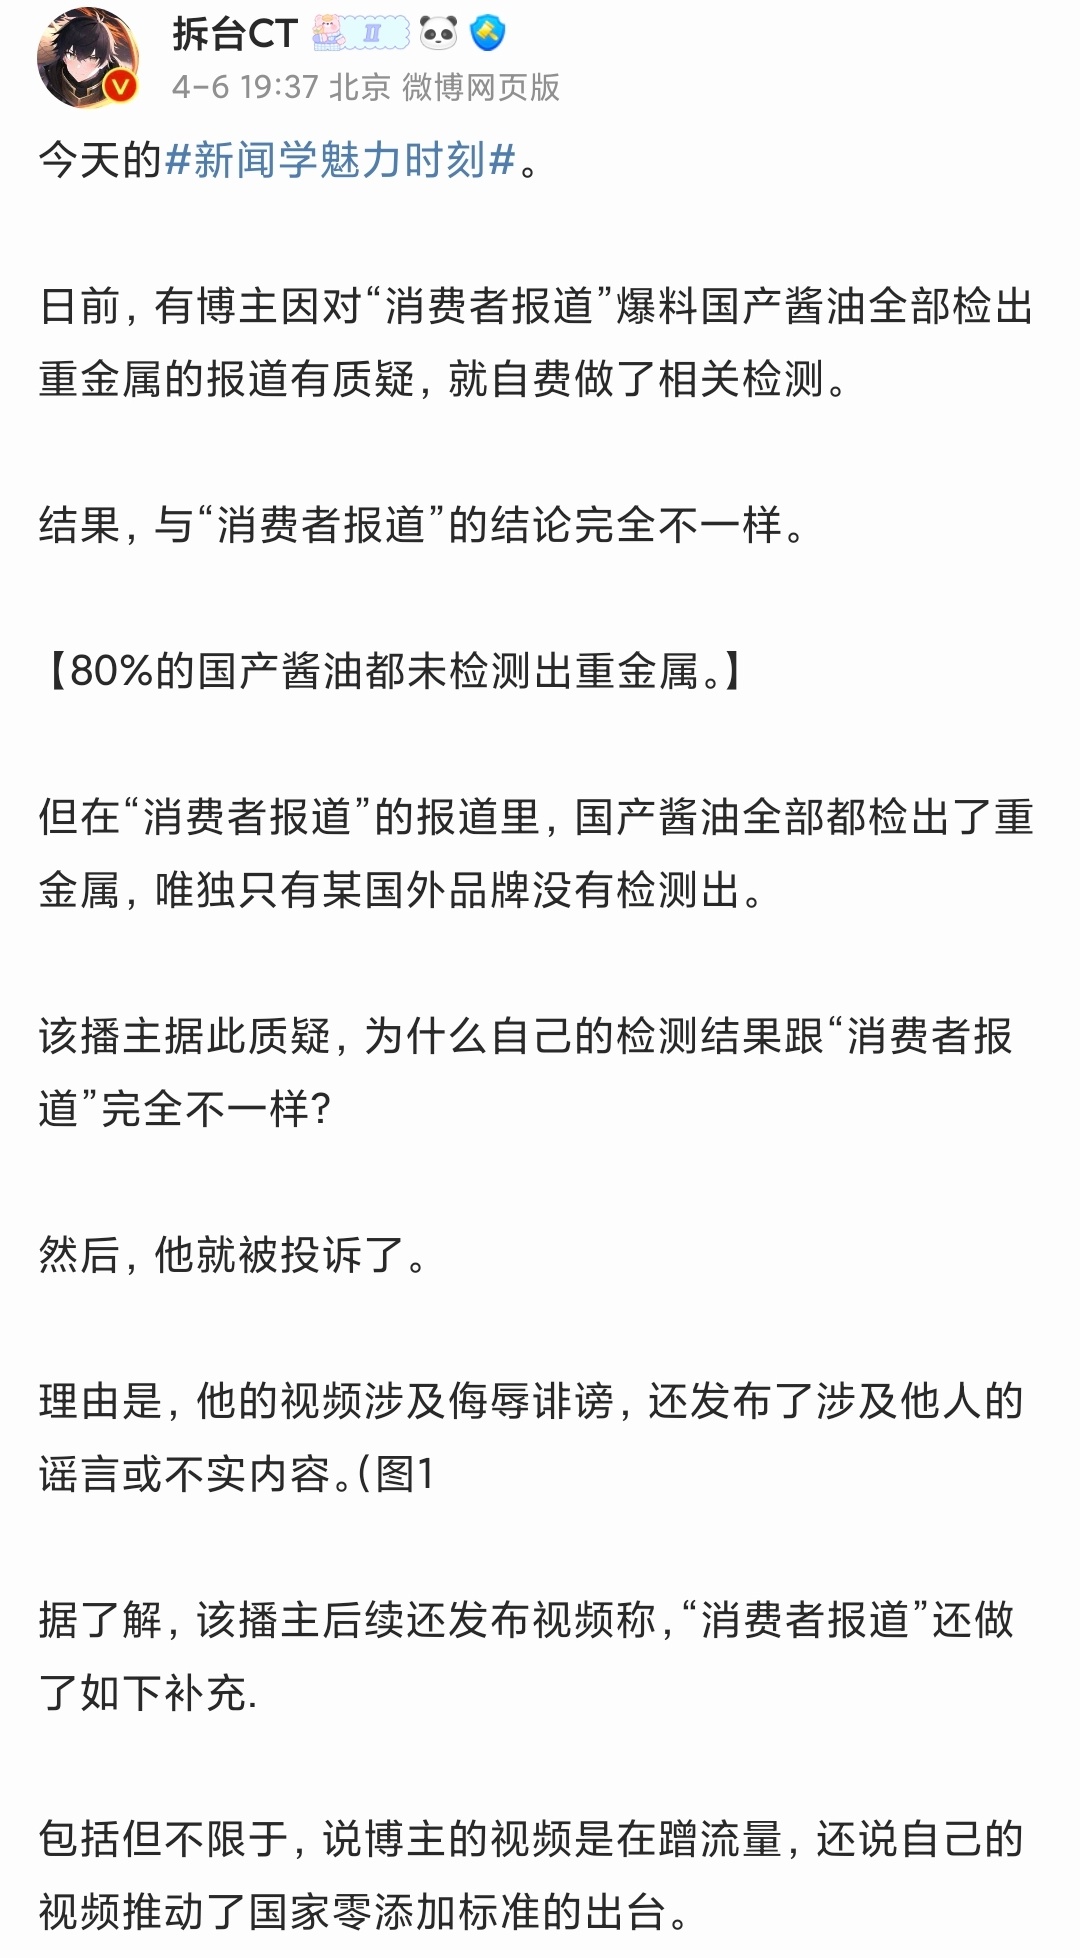 拆台CT II
4-6 19:37 北京 微博网页版
今天的#新闻学魅力时刻#。
日前，有博主因对“消费者报道”爆料国产酱油全部检出
重金属的报道有质疑，就自费做了相关检测。
结果，与“消费者报道”的结论完全不一样。
【80%的国产酱油都未检测出重金属。】
但在“消费者报道”的报道里，国产酱油全部都检出了重
金属，唯独只有某国外品牌没有检测出。
该播主据此质疑，为什么自己的检测结果跟“消费者报
道”完全不一样?
然后，他就被投诉了。
理由是，他的视频涉及侮辱诽谤，还发布了涉及他人的
谣言或不实内容。(图1
据了解，该播主后续还发布视频称，“消费者报道”还做
了如下补充.
包括但不限于，说博主的视频是在蹭流量，还说自己的
视频推动了国家零添加标准的出台。